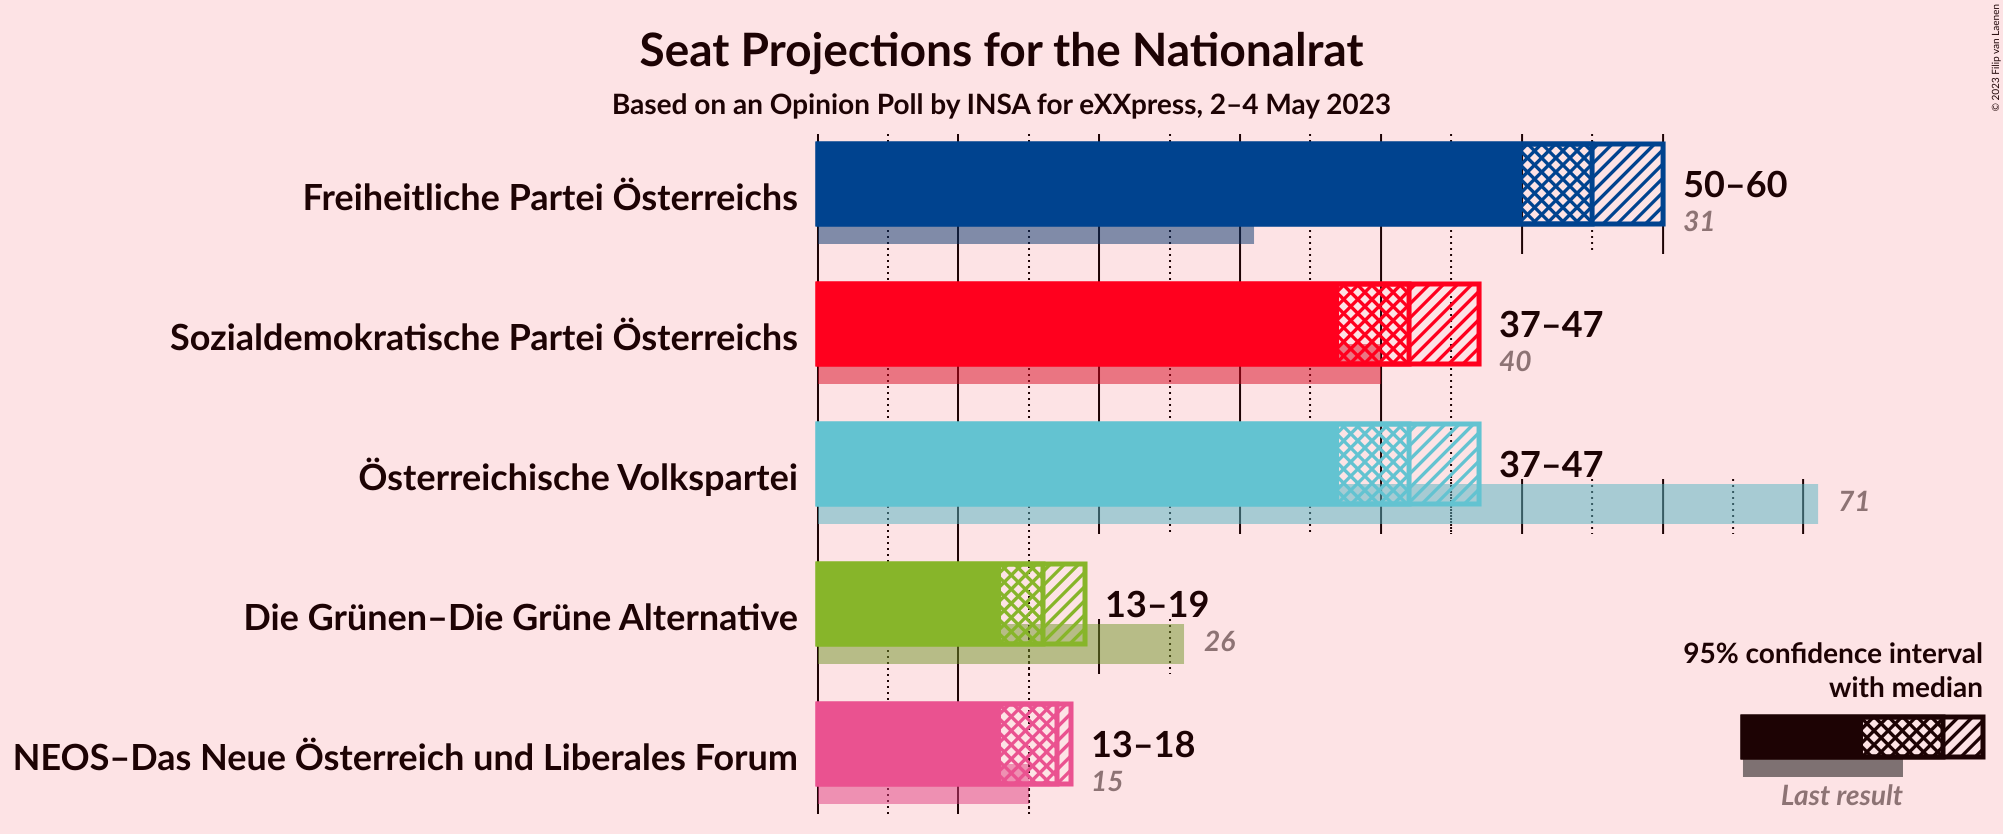 Seat Projections for the Nationalrat
Based on an Opinion Poll by INSA for eXXpress, 2–4 May 2023
© 2023 Filip van Laenen
Freiheitliche Partei Österreichs
50–60
31
Sozialdemokratische Partei Österreichs
37–47
40
Österreichische Volkspartei
37–47
71
Die Grünen–Die Grüne Alternative
13–19
26
NEOS–Das Neue Österreich und Liberales Forum
13–18
15
95% confidence interval
with median
Last result